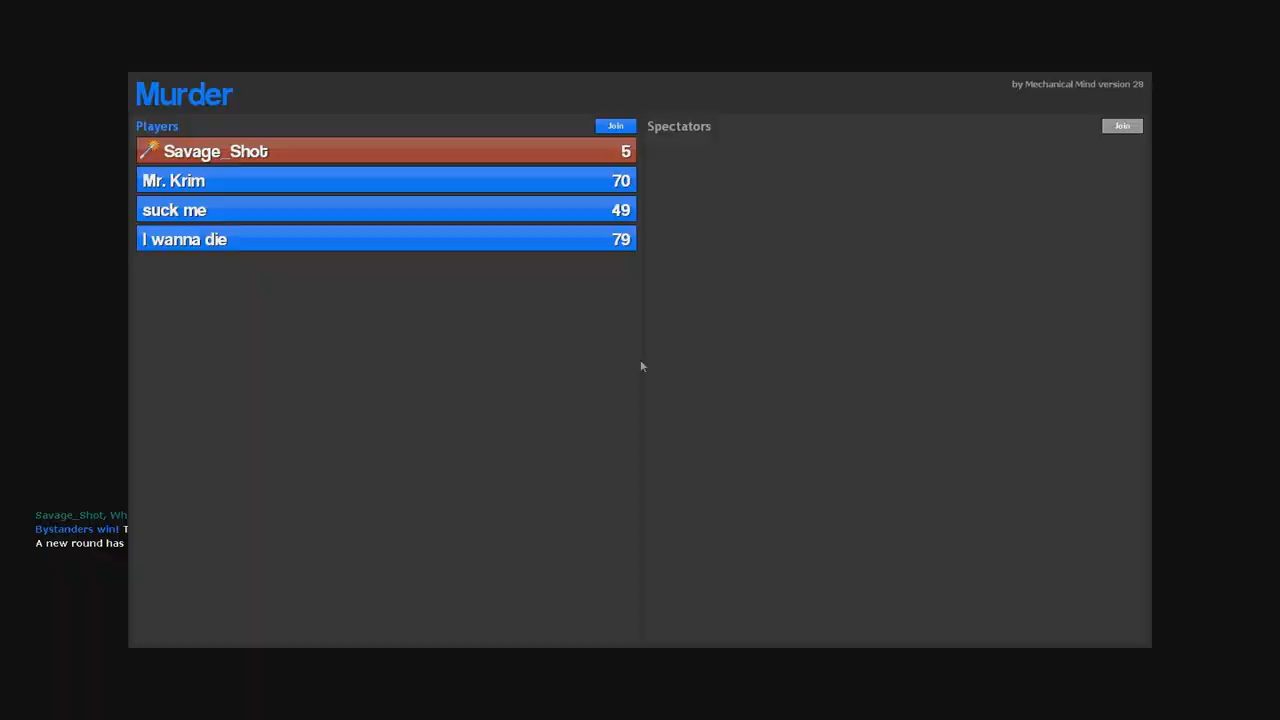 Murder
by Mechanical Mind version 28
Players
Join
Spectators
Join
Savage_Shot 5
Mr. Krim 70
suck me 49
I wanna die 79
Savage_Shot, Wh
Bystanders win! T
A new round has